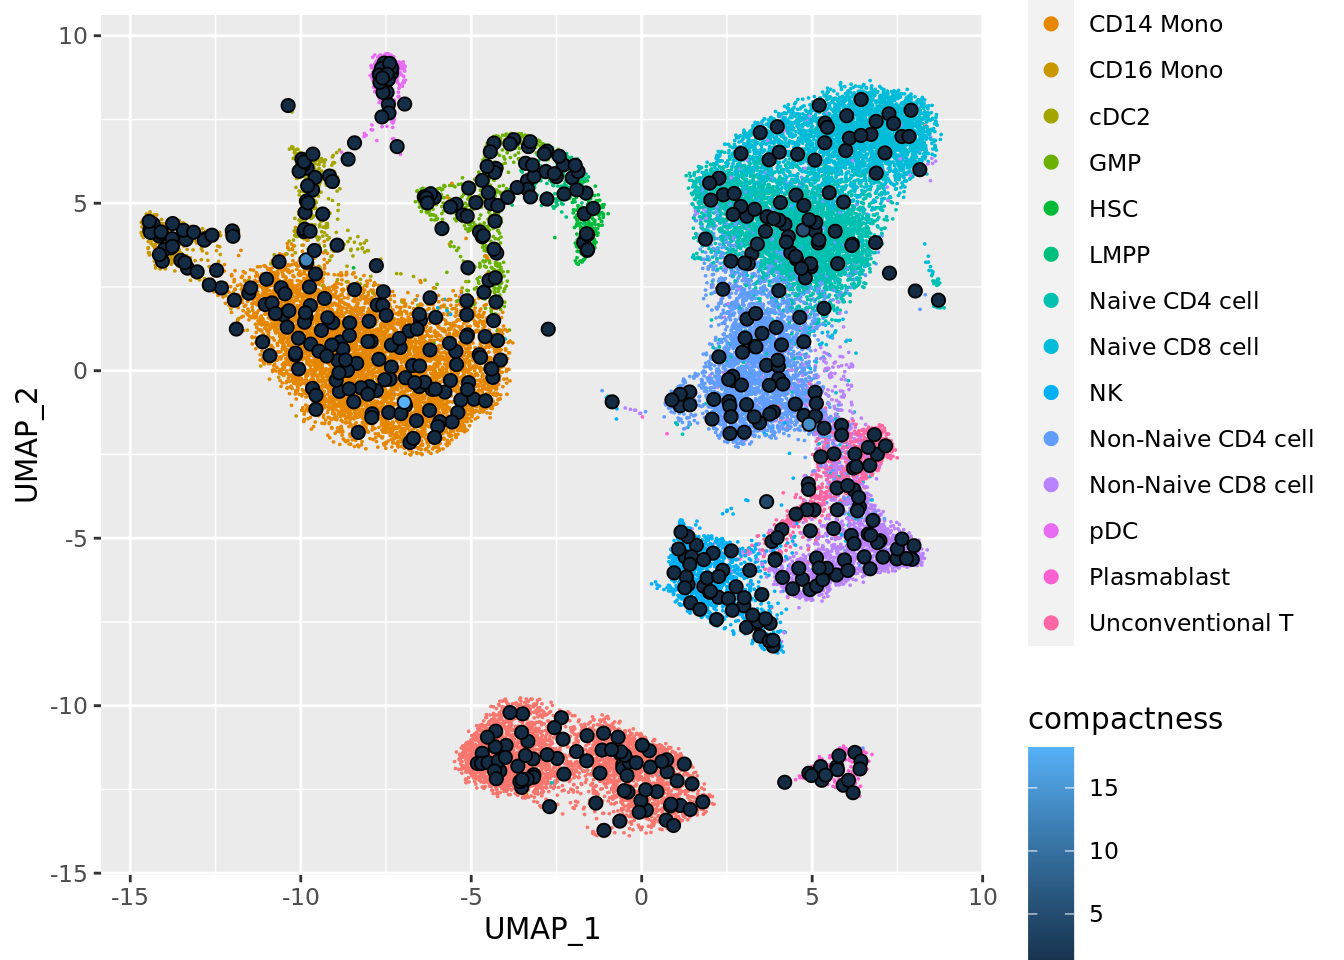 CD14 Mono
CD16 Mono
cDC2
GMP
HSC
LMPP
Naive CD4 cell
Naive CD8 cell
NK
Non-Naive CD4 cell
Non-Naive CD8 cell
pDC
Plasmablast
Unconventional T
compactness
15
10
5
10
5
0
-5
-10
-15
UMAP_2
-15
-10
-5
0
5
10
UMAP_1